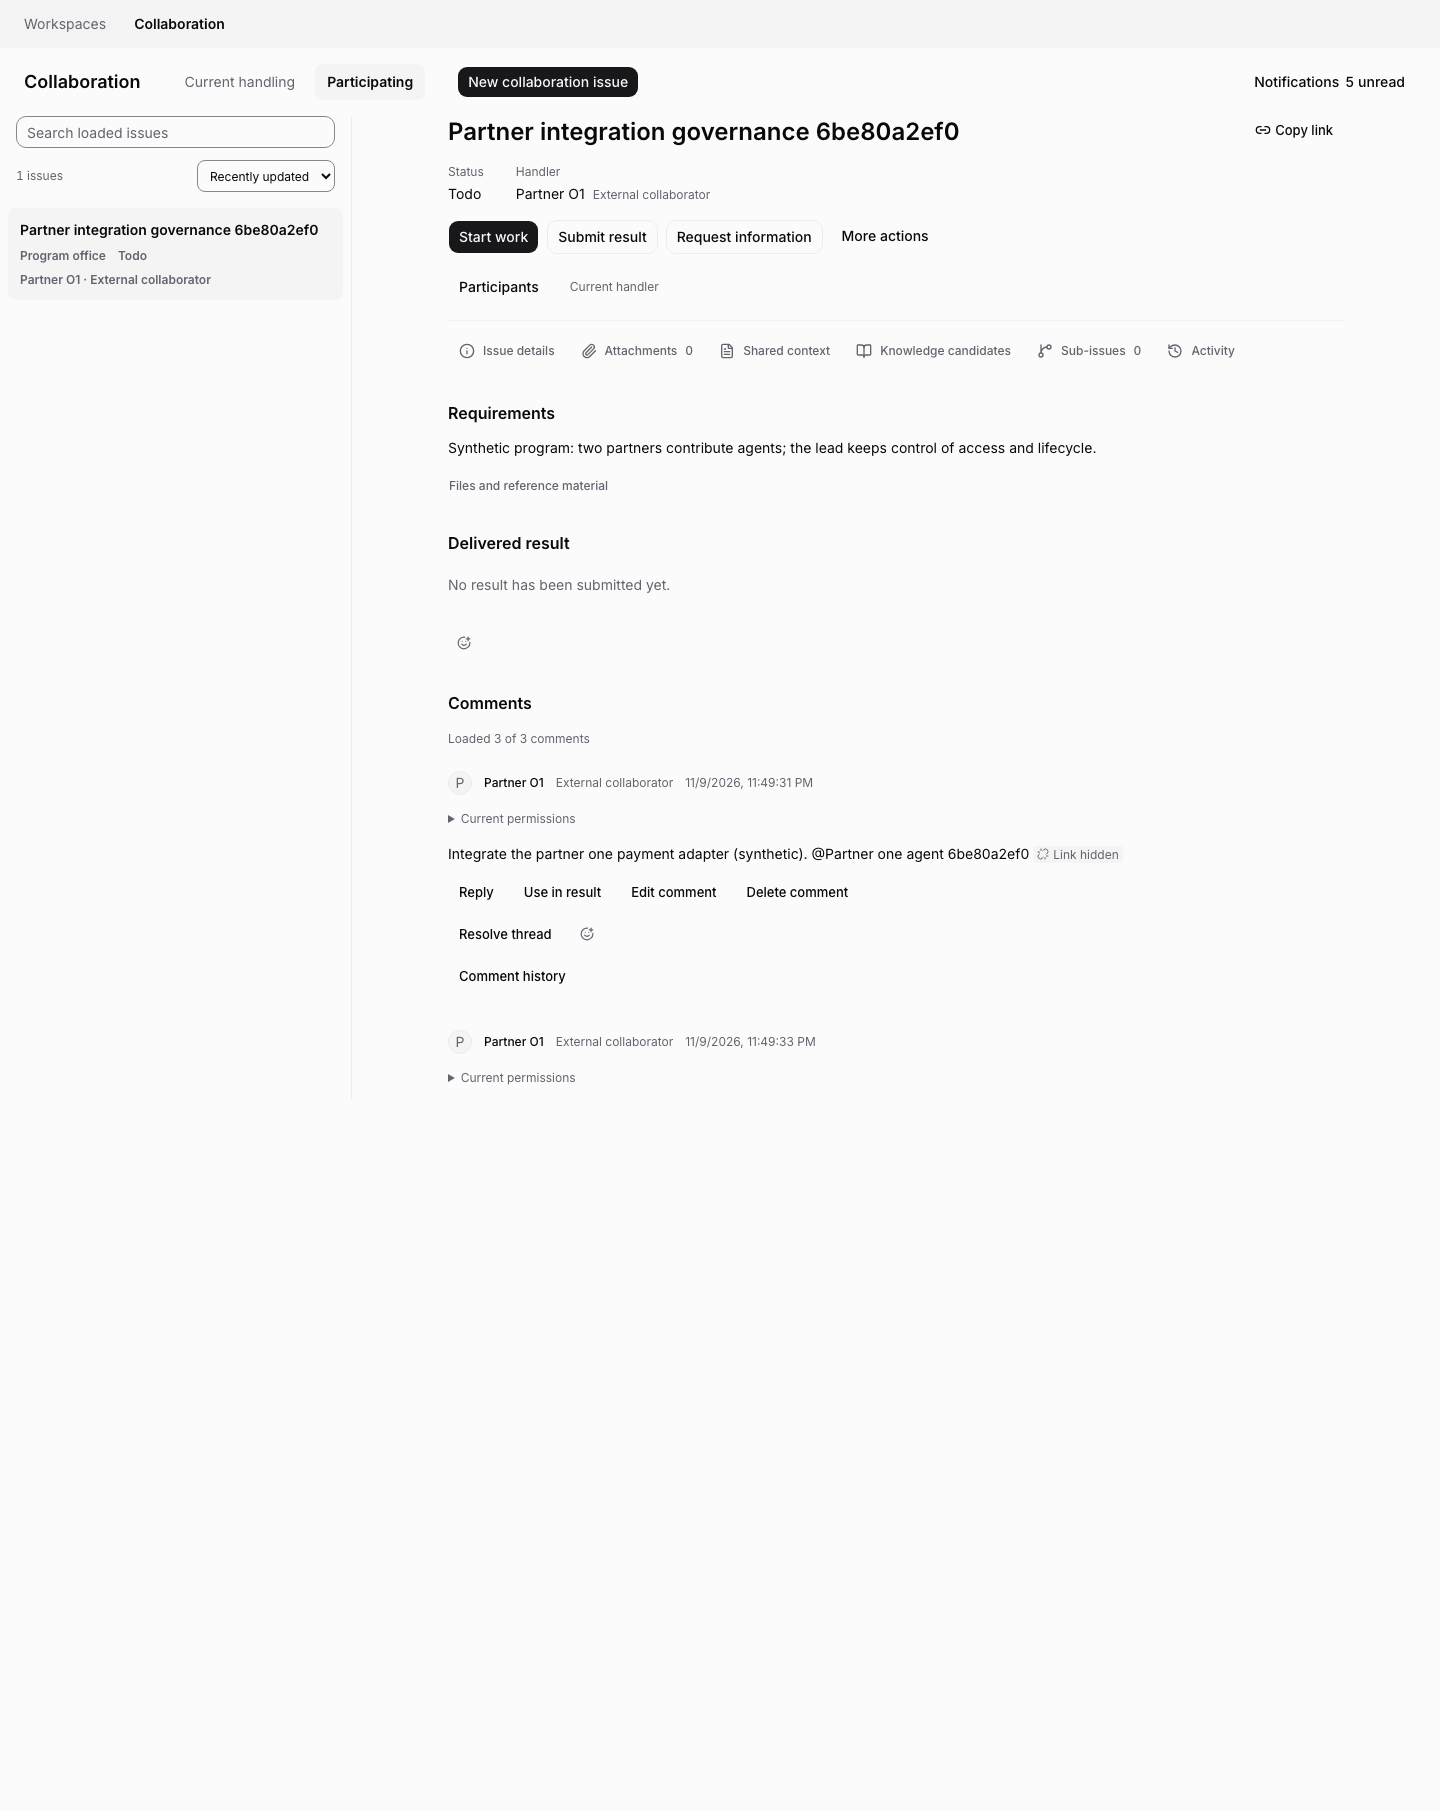 Workspaces Collaboration
Collaboration Current handling Participating New collaboration issue Notifications 5 unread
Search loaded issues
1 issues Recently updated
Partner integration governance 6be80a2ef0
Program office Todo
Partner O1 · External collaborator
Partner integration governance 6be80a2ef0 Copy link
Status Handler
Todo Partner O1 External collaborator
Start work Submit result Request information More actions
Participants Current handler
Issue details Attachments 0 Shared context Knowledge candidates Sub-issues 0 Activity
Requirements
Synthetic program: two partners contribute agents; the lead keeps control of access and lifecycle.
Files and reference material
Delivered result
No result has been submitted yet.
Comments
Loaded 3 of 3 comments
P Partner O1 External collaborator 11/9/2026, 11:49:31 PM
Current permissions
Integrate the partner one payment adapter (synthetic). @Partner one agent 6be80a2ef0 Link hidden
Reply Use in result Edit comment Delete comment
Resolve thread
Comment history
P Partner O1 External collaborator 11/9/2026, 11:49:33 PM
Current permissions